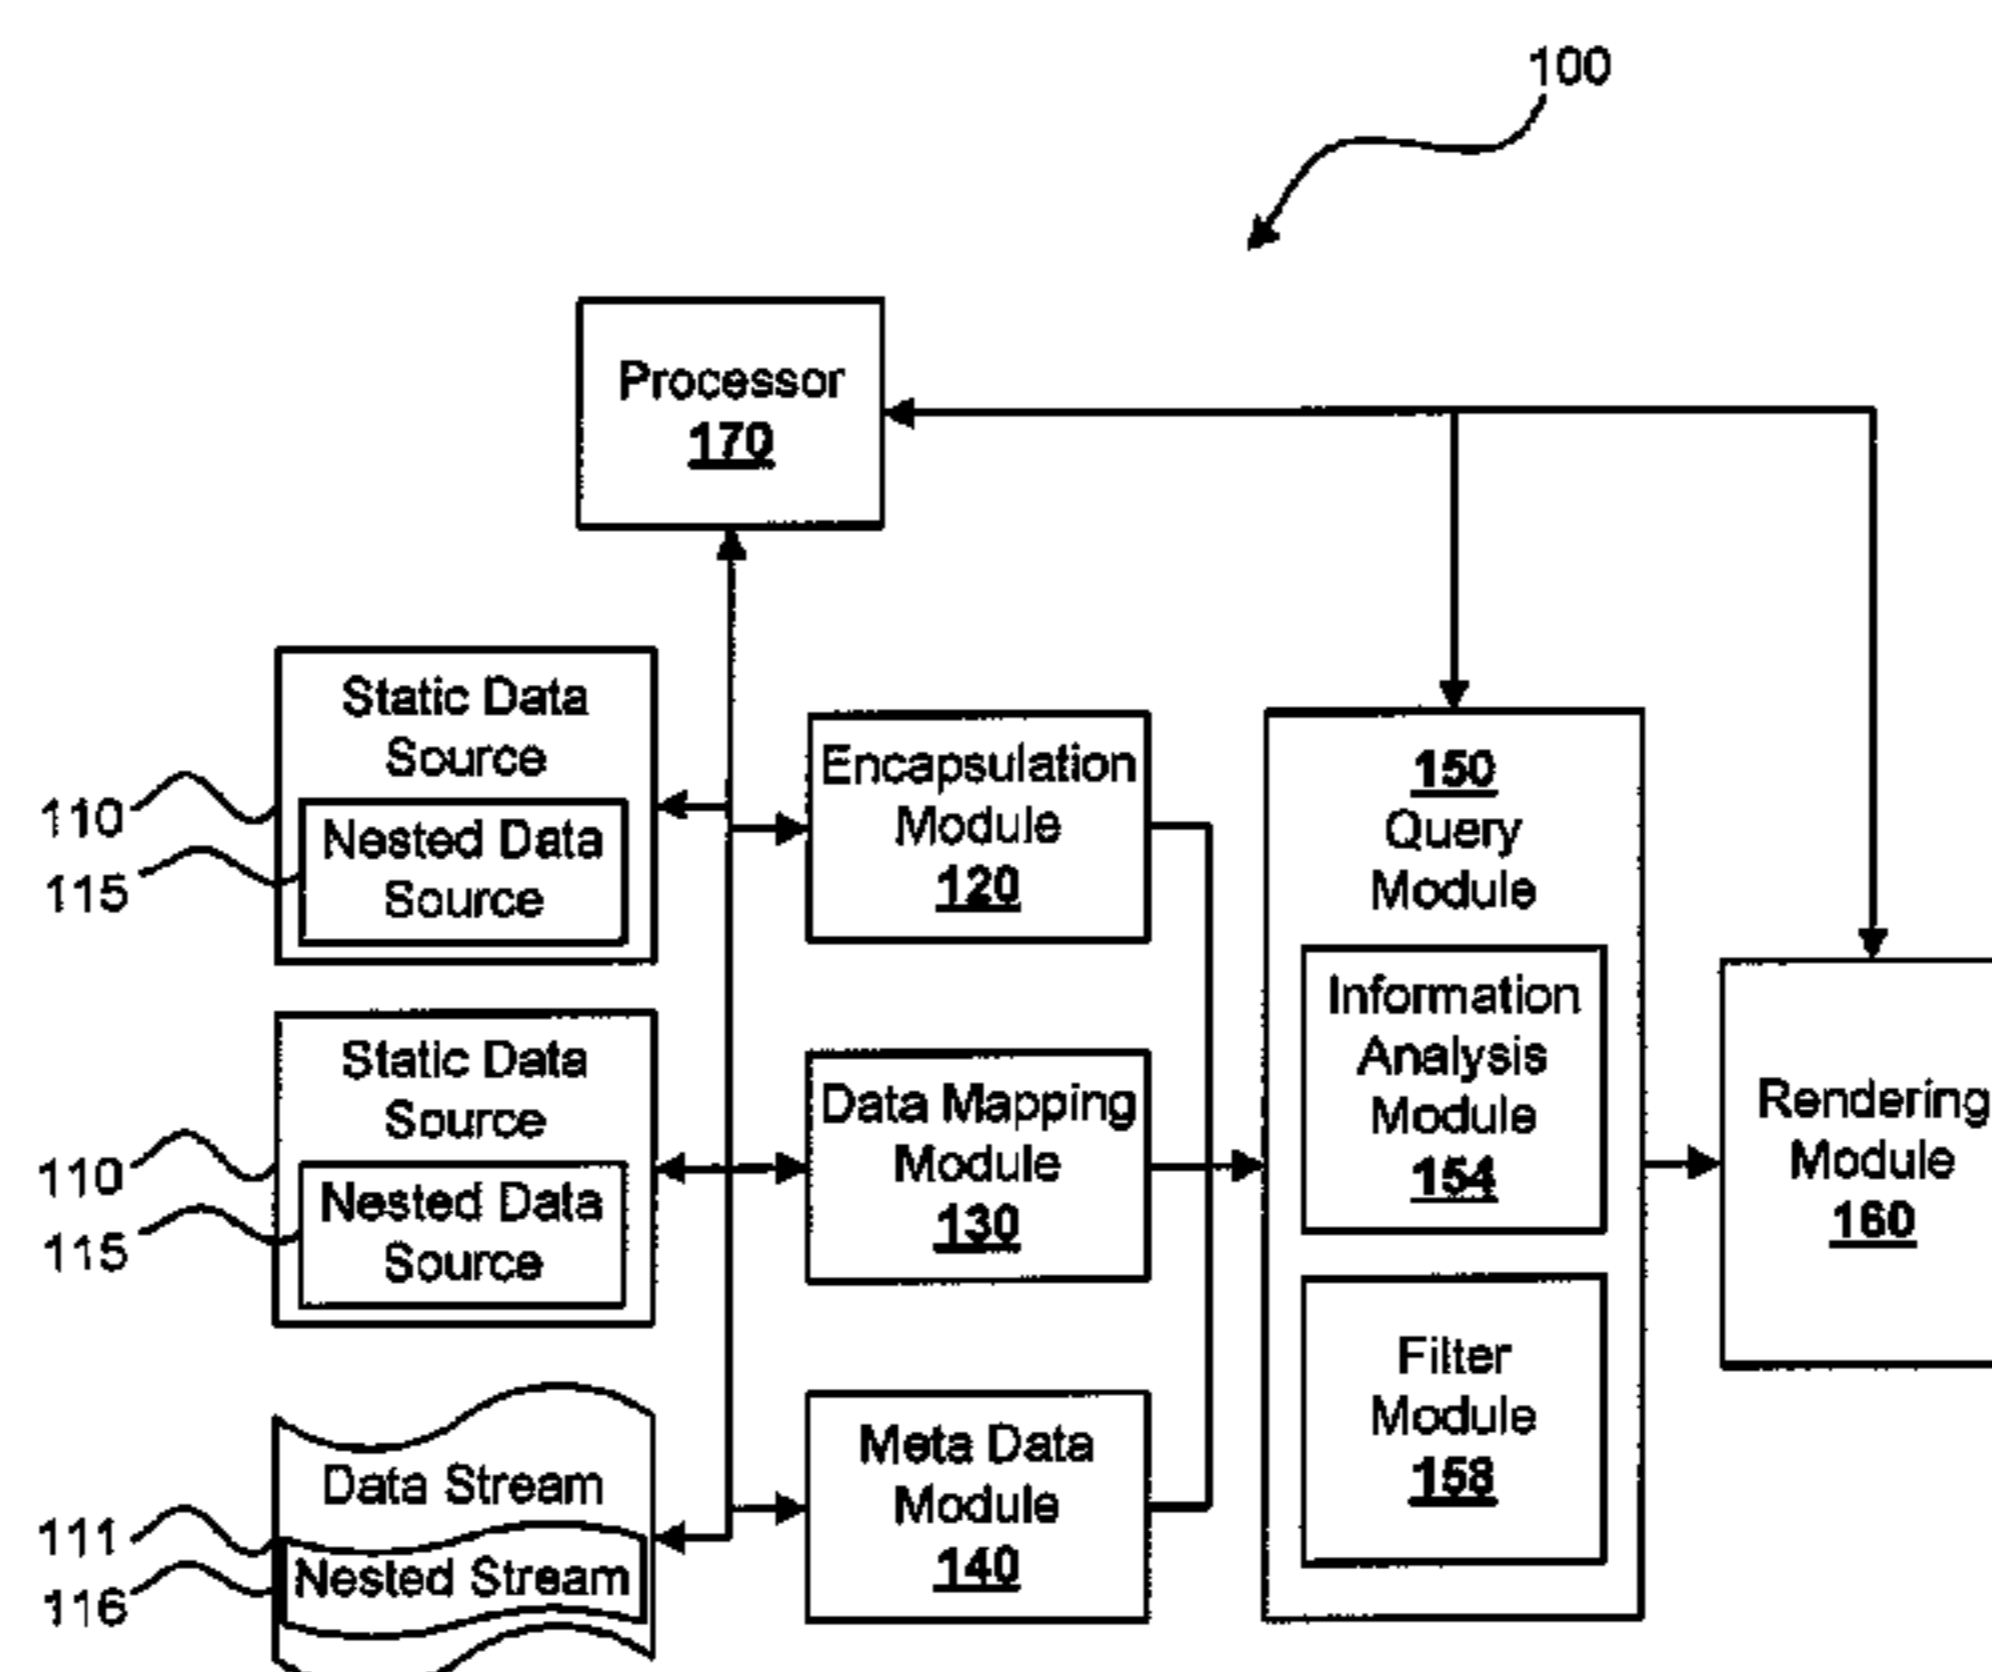 100
Processor
170
Static Data
Source
110
Nested Data
Source
115
Encapsulation
Module
120
150
Query
Module
Information
Analysis
Module
154
Filter
Module
158
Static Data
Source
110
Nested Data
Source
115
Data Mapping
Module
130
Rendering
Module
160
Data Stream
111
Nested Stream
116
Meta Data
Module
140